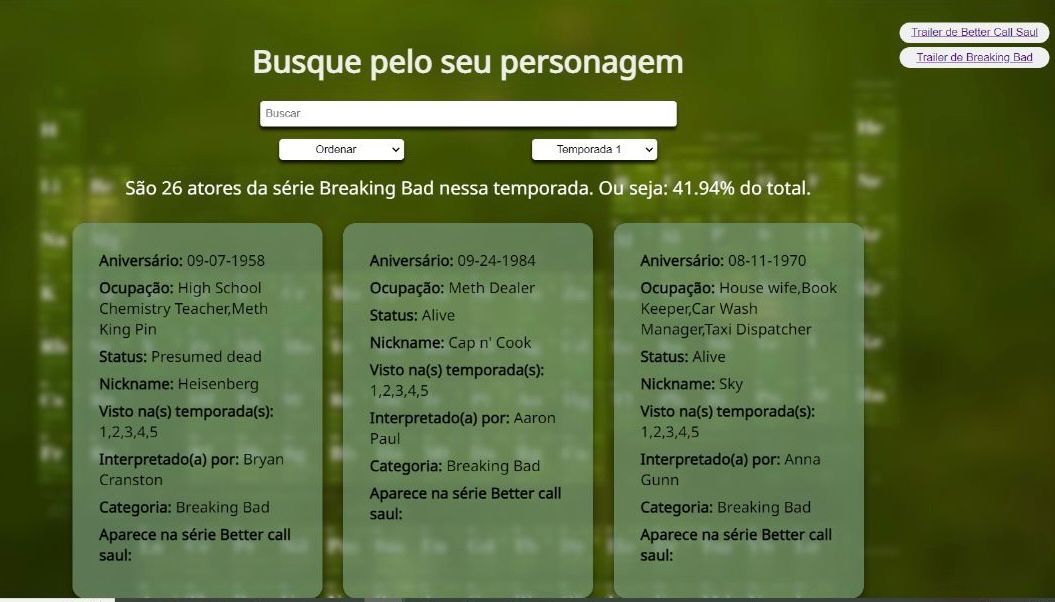 Trailer de Better Call Saul
Trailer de Breaking Bad
Busque pelo seu personagem
Buscar
Ordenar
Temporada 1
São 26 atores da série Breaking Bad nessa temporada. Ou seja: 41.94% do total.
Aniversário: 09-07-1958
Ocupação: High School
Chemistry Teacher,Meth
King Pin
Status: Presumed dead
Nickname: Heisenberg
Visto na(s) temporada(s):
1,2,3,4,5
Interpretado(a) por: Bryan
Cranston
Categoria: Breaking Bad
Aparece na série Better call
saul:
Aniversário: 09-24-1984
Ocupação: Meth Dealer
Status: Alive
Nickname: Cap n' Cook
Visto na(s) temporada(s):
1,2,3,4,5
Interpretado(a) por: Aaron
Paul
Categoria: Breaking Bad
Aparece na série Better call
saul:
Aniversário: 08-11-1970
Ocupação: House wife,Book
Keeper,Car Wash
Manager,Taxi Dispatcher
Status: Alive
Nickname: Sky
Visto na(s) temporada(s):
1,2,3,4,5
Interpretado(a) por: Anna
Gunn
Categoria: Breaking Bad
Aparece na série Better call
saul: